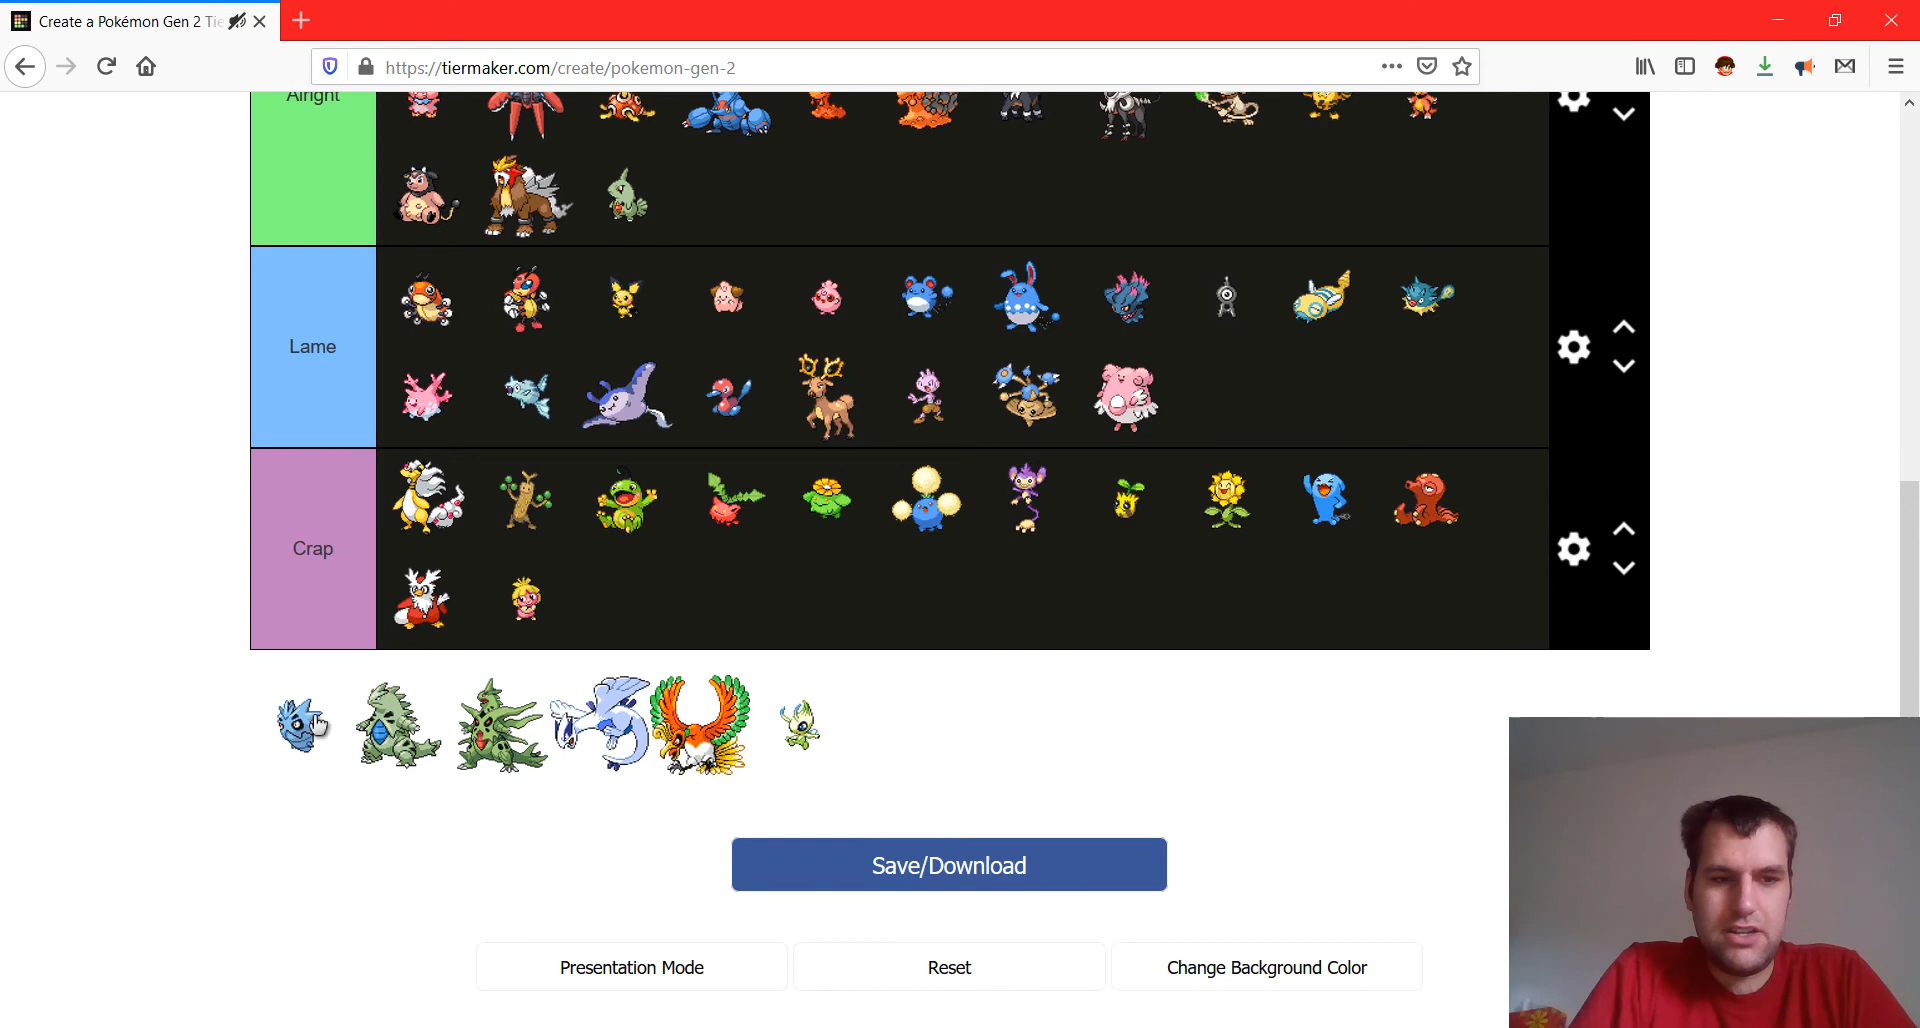 Create a Pokémon Gen 2 Tie
https://tiermaker.com/create/pokemon-gen-2
Alright
Lame
Crap
Save/Download
Presentation Mode
Reset
Change Background Color